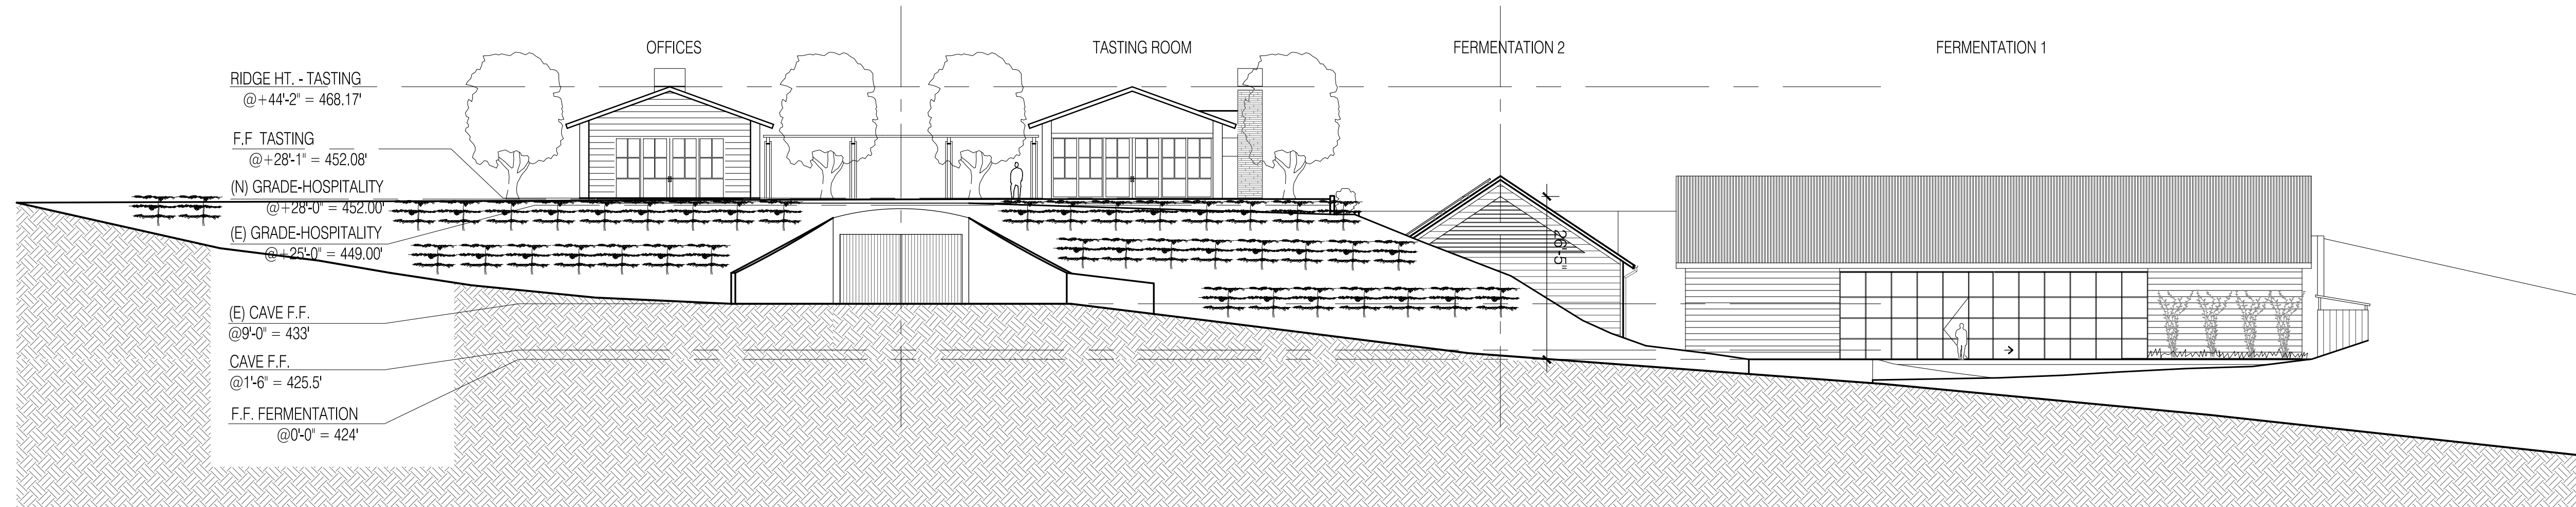 OFFICES
TASTING ROOM
FERMENTATION 2
FERMENTATION 1
RIDGE HT. - TASTING
@+44'-2" = 468.17'
F.F TASTING
@+28'-1" = 452.08'
(N) GRADE-HOSPITALITY
@+28'-0" = 452.00'
(E) GRADE-HOSPITALITY
@+25'-0" = 449.00'
(E) CAVE F.F.
@9'-0" = 433'
CAVE F.F.
@1'-6" = 425.5'
F.F. FERMENTATION
@0'-0" = 424'
26'-5"